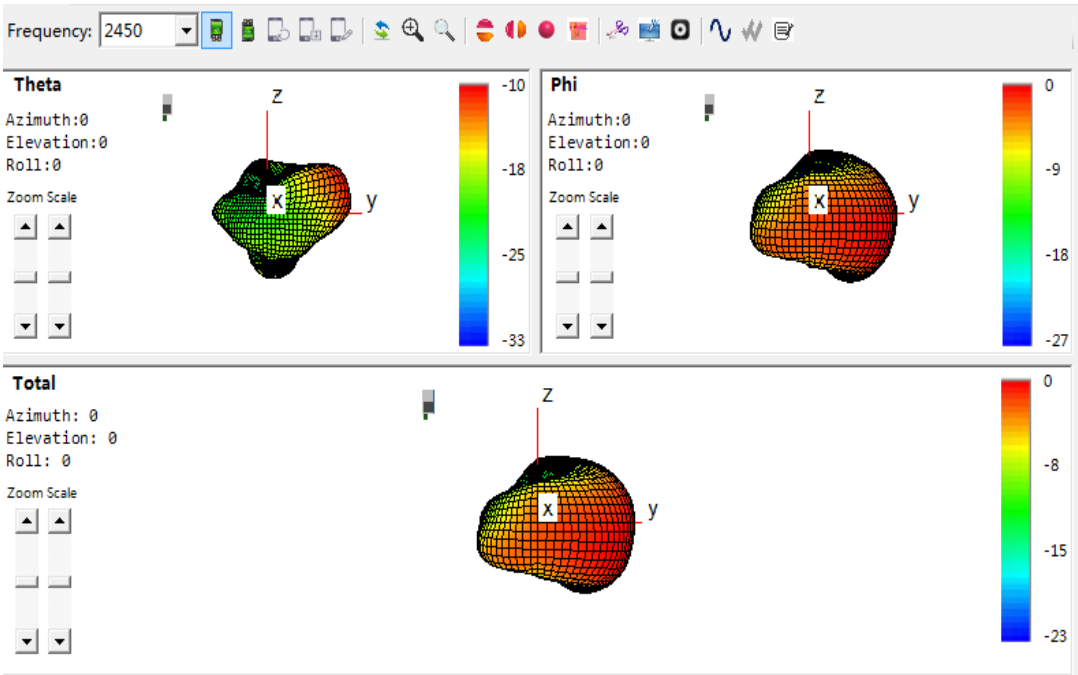 Frequency: 2450
Theta
Azimuth:0
Elevation:0
Roll:0
Zoom Scale
z
x
y
-10
-18
-25
-33
Phi
Azimuth:0
Elevation:0
Roll:0
Zoom Scale
z
x
y
0
-9
-18
-27
Total
Azimuth: 0
Elevation: 0
Roll: 0
Zoom Scale
z
x
y
0
-8
-15
-23